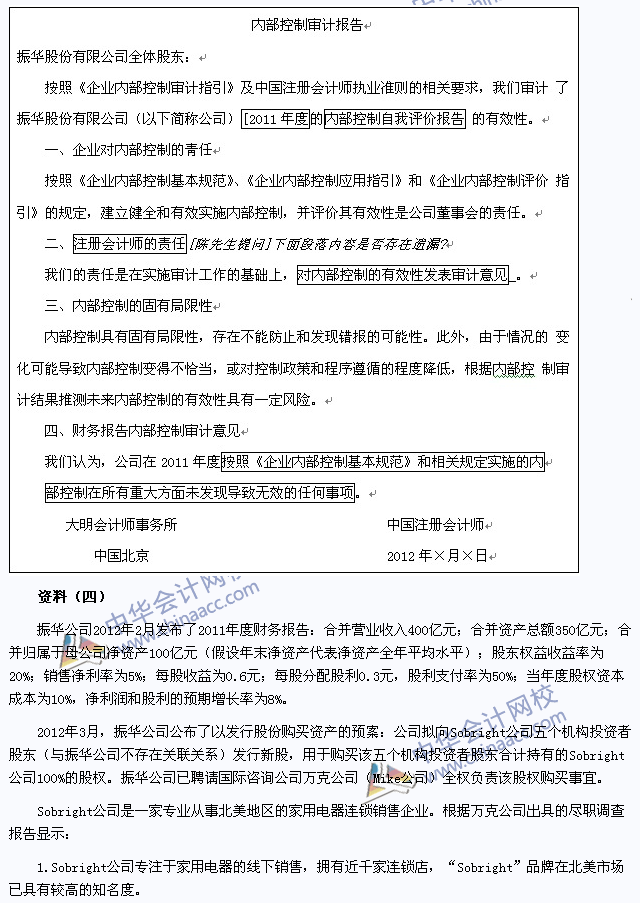 内部控制审计报告
振华股份有限公司全体股东：
按照《企业内部控制审计指引》及中国注册会计师执业准则的相关要求，我们审计 了
振华股份有限公司（以下简称公司）[2011 年度的内部控制自我评价报告 的有效性。
一、企业对内部控制的责任
按照《企业内部控制基本规范》、《企业内部控制应用指引》和《企业内部控制评价 指
引》的规定，建立健全和有效实施内部控制，并评价其有效性是公司董事会的责任。
二、注册会计师的责任[陈先生提问]下面段落内容是否存在遗漏?
我们的责任是在实施审计工作的基础上，对内部控制的有效性发表审计意见 。
三、内部控制的固有局限性
内部控制具有固有局限性，存在不能防止和发现错报的可能性。此外，由于情况的 变
化可能导致内部控制变得不恰当，或对控制政策和程序遵循的程度降低，根据内部控 制审
计结果推测未来内部控制的有效性具有一定风险。
四、财务报告内部控制审计意见
我们认为，公司在 2011 年度按照《企业内部控制基本规范》和相关规定实施的内
部控制在所有重大方面未发现导致无效的任何事项。
大明会计师事务所 中国注册会计师
中国北京 2012 年×月×日
资料（四）
振华公司2012年2月发布了2011年度财务报告：合并营业收入400亿元；合并资产总额350亿元；合
并归属于母公司净资产100亿元（假设年末净资产代表净资产全年平均水平）；股东权益收益率为
20%；销售净利率为5%；每股收益为0.6元；每股分配股利0.3元，股利支付率为50%；当年度股权资本
成本为10%，净利润和股利的预期增长率为8%。
2012年3月，振华公司公布了以发行股份购买资产的预案：公司拟向Sobright公司五个机构投资者
股东（与振华公司不存在关联关系）发行新股，用于购买该五个机构投资者股东合计持有的Sobright
公司100%的股权。振华公司已聘请国际咨询公司万克公司（Mike公司）全权负责该股权购买事宜。
Sobright公司是一家专业从事北美地区的家用电器连锁销售企业。根据万克公司出具的尽职调查
报告显示：
1.Sobright公司专注于家用电器的线下销售，拥有近千家连锁店，“Sobright”品牌在北美市场
已具有较高的知名度。
中华会计网校
www.chinaacc.com
中华会计网校
www.chinaacc.com